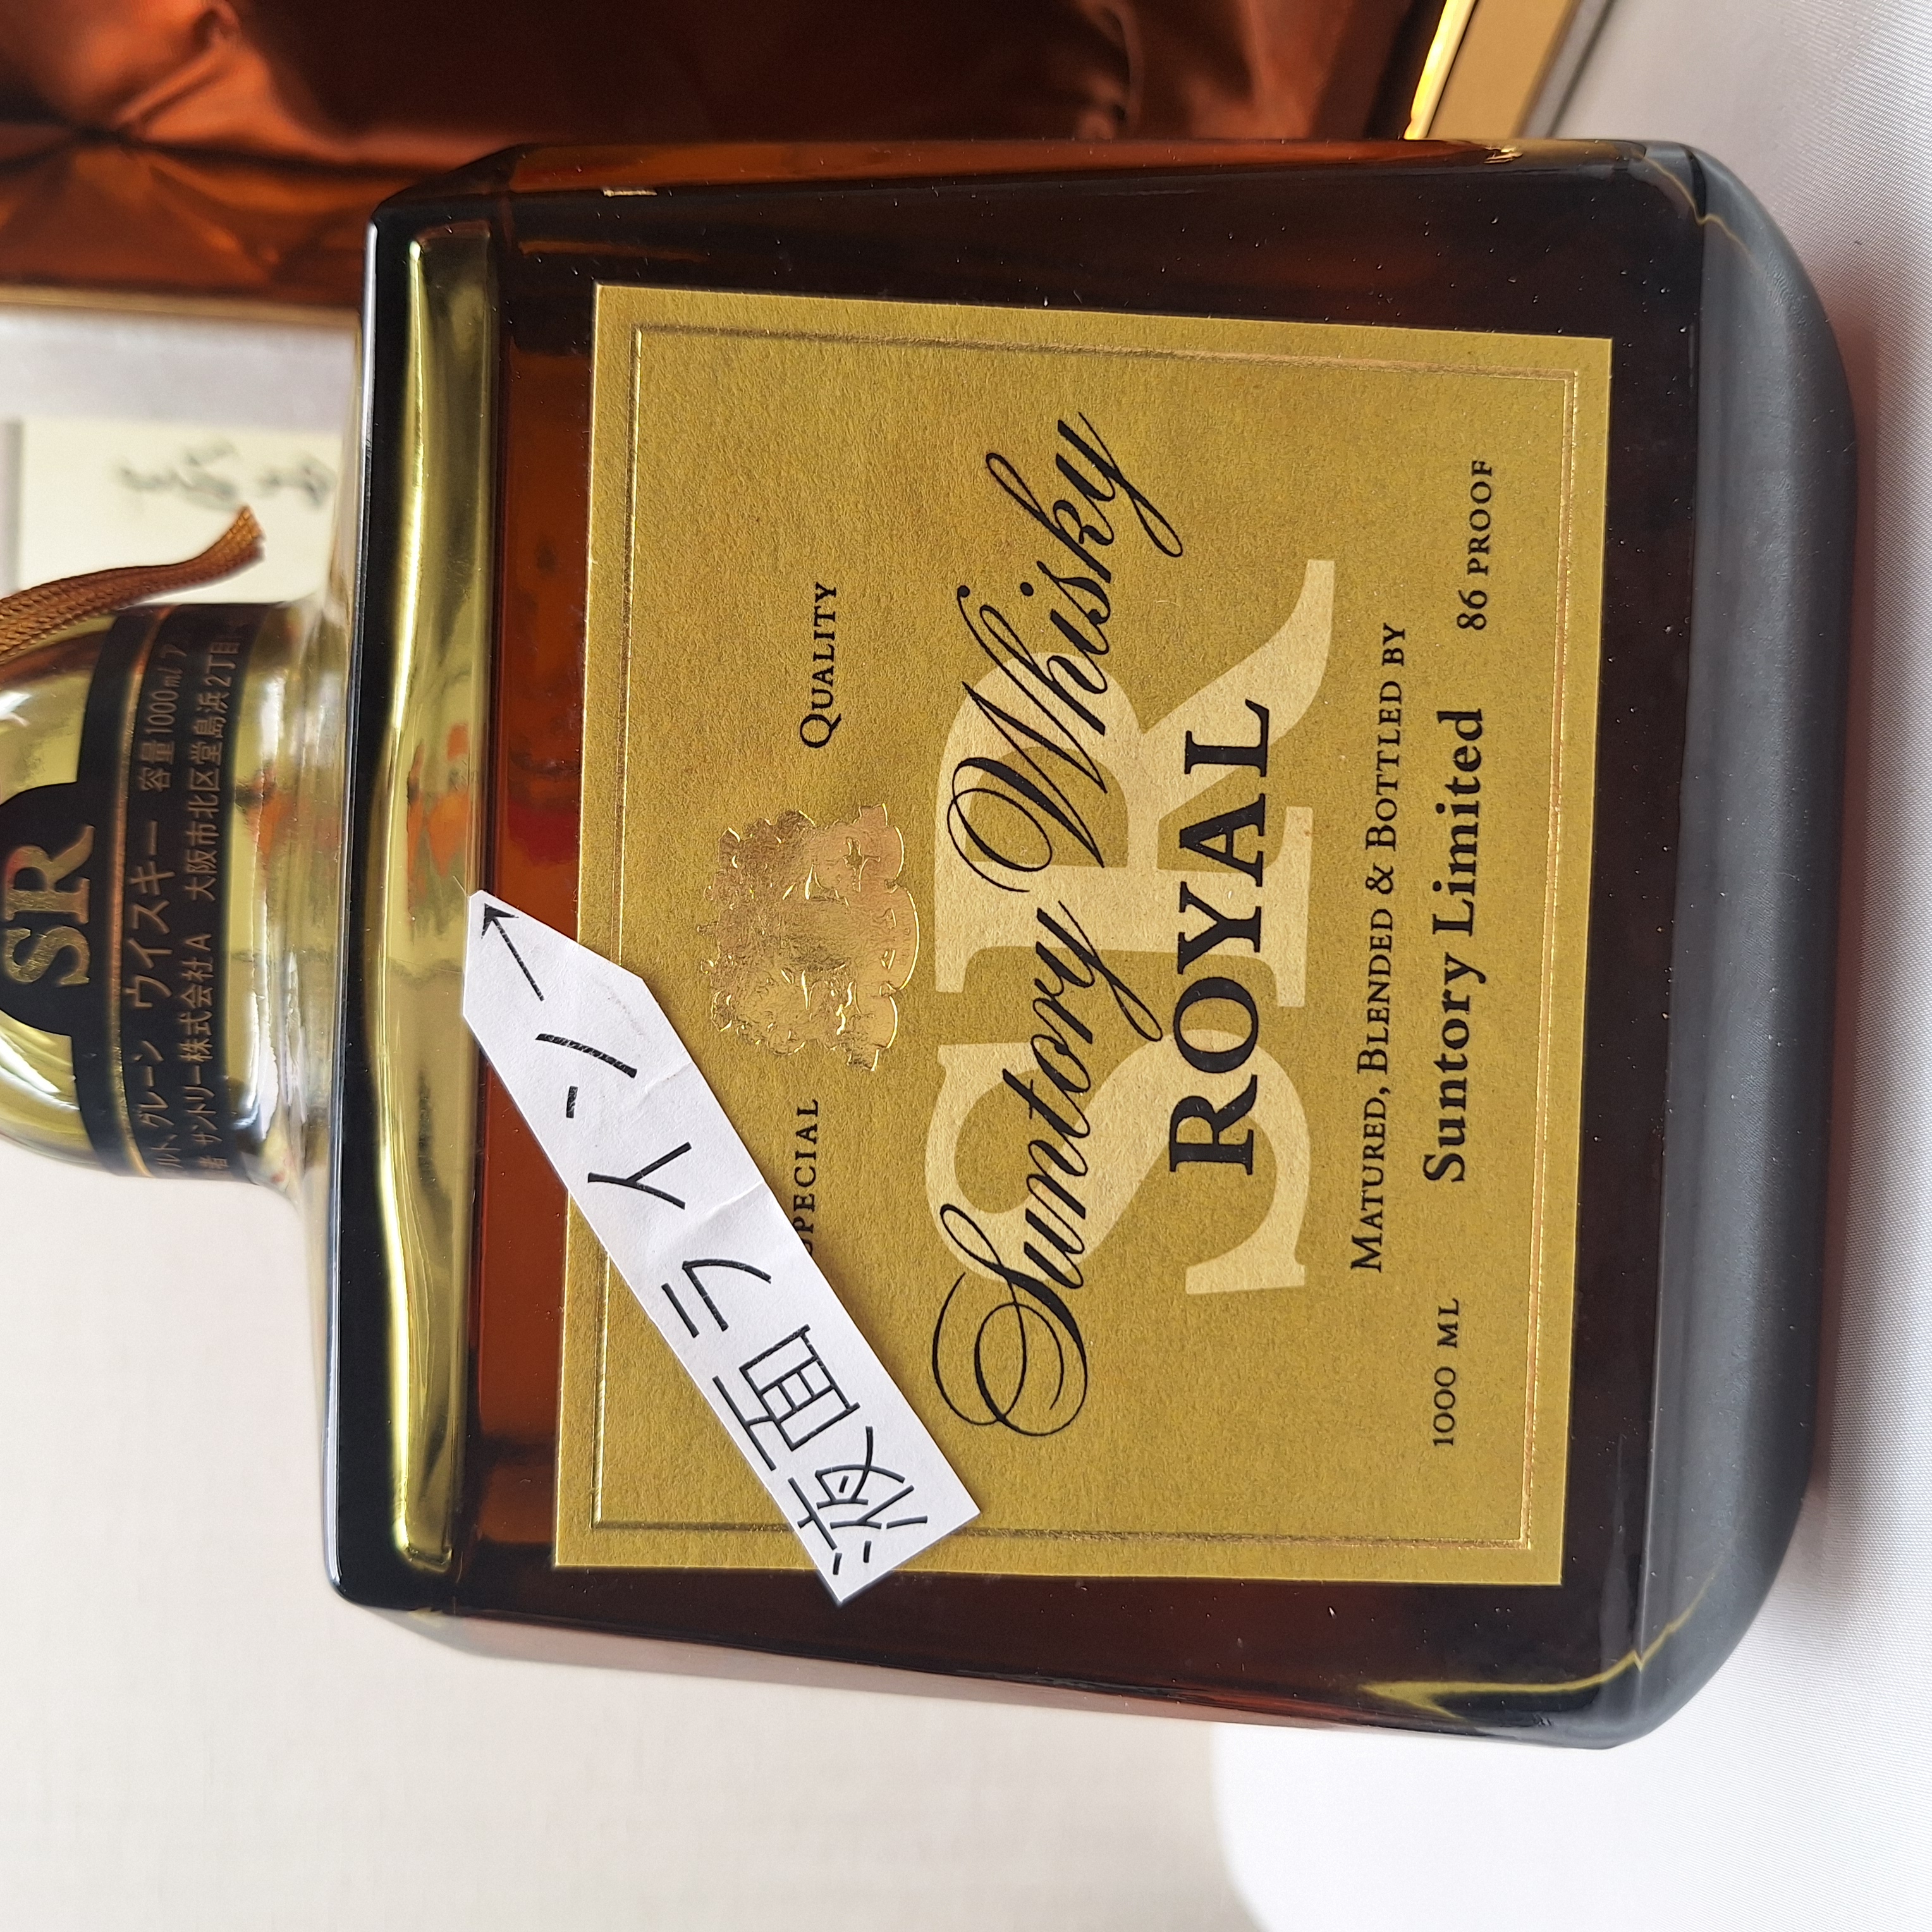 SR
ルト、グレーン ウイスキー 容量1000ml ア
者 サントリー株式会社A 大阪市北区堂島浜2丁目
液面ライン→
SPECIAL QUALITY
SR
Suntory Whisky
ROYAL
MATURED, BLENDED & BOTTLED BY
1000 ML Suntory Limited 86 PROOF